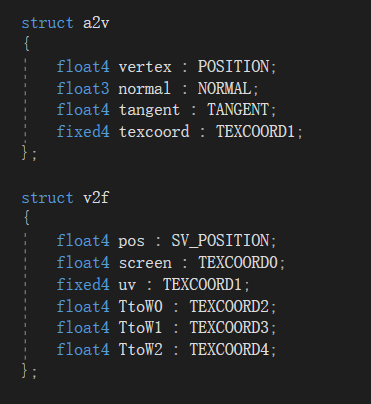 struct a2v
{
float4 vertex : POSITION;
float3 normal : NORMAL;
float4 tangent : TANGENT;
fixed4 texcoord : TEXCOORD1;
};
struct v2f
{
float4 pos : SV_POSITION;
float4 screen : TEXCOORD0;
fixed4 uv : TEXCOORD1;
float4 TtoW0 : TEXCOORD2;
float4 TtoW1 : TEXCOORD3;
float4 TtoW2 : TEXCOORD4;
};